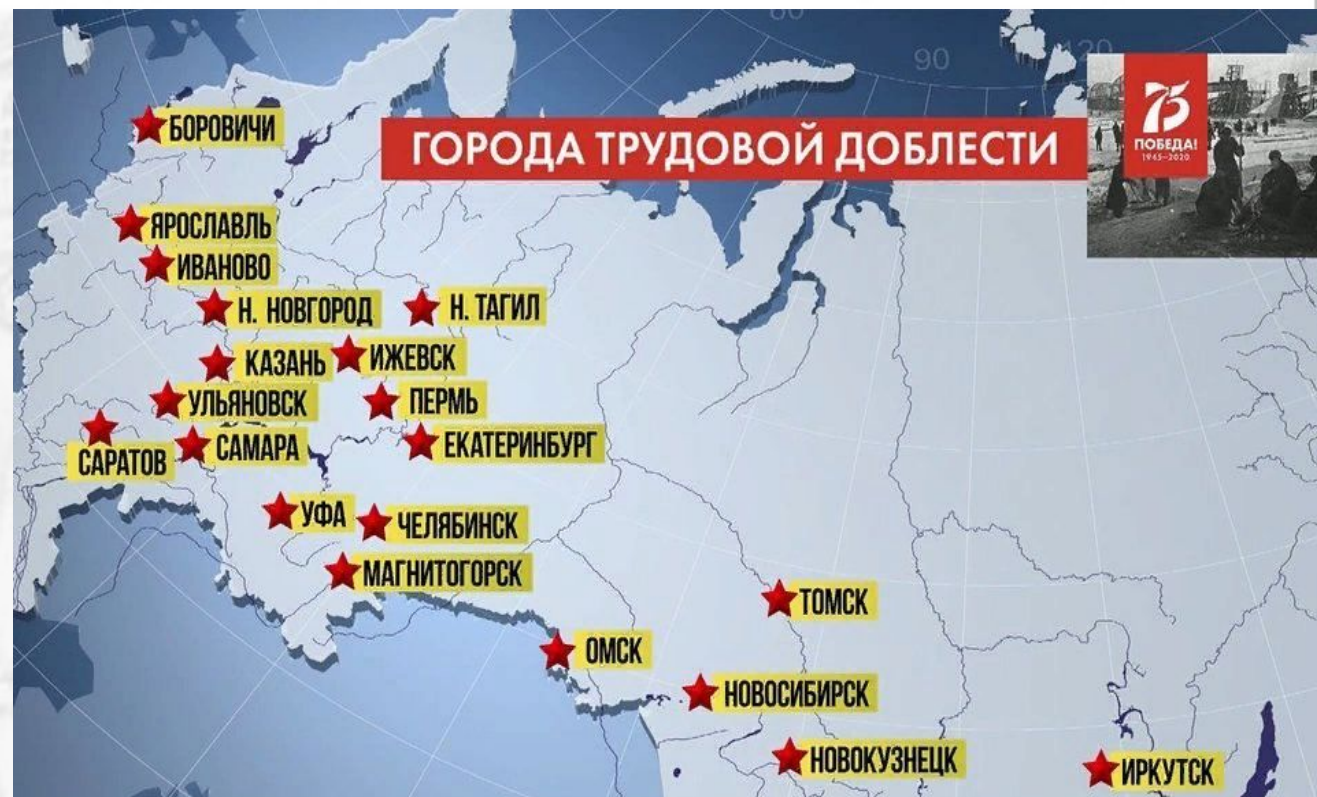 60
90
120
ГОРОДА ТРУДОВОЙ ДОБЛЕСТИ
75
ПОБЕДА!
1945–2020
БОРОВИЧИ
ЯРОСЛАВЛЬ
ИВАНОВО
Н. НОВГОРОД
Н. ТАГИЛ
КАЗАНЬ
ИЖЕВСК
УЛЬЯНОВСК
ПЕРМЬ
САРАТОВ
САМАРА
ЕКАТЕРИНБУРГ
УФА
ЧЕЛЯБИНСК
МАГНИТОГОРСК
ТОМСК
ОМСК
НОВОСИБИРСК
НОВОКУЗНЕЦК
ИРКУТСК